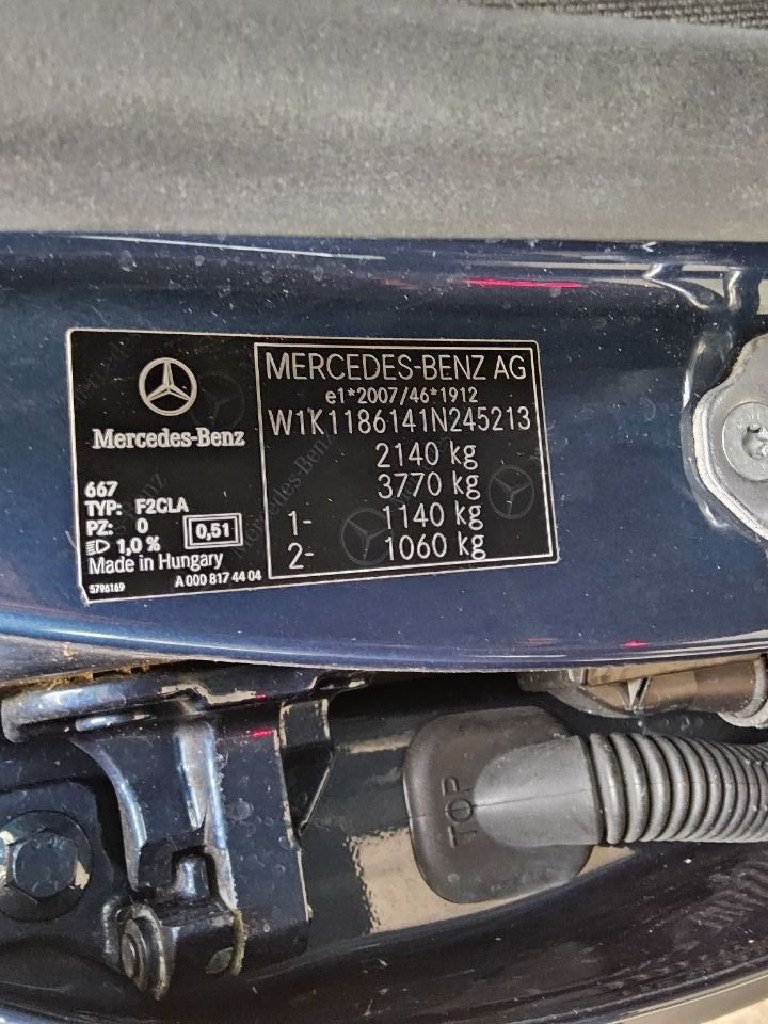 Mercedes-Benz
667
TYP: F2CLA
PZ: 0
1,0 %
0,51
Made in Hungary
5796169
A 000 817 44 04
MERCEDES-BENZ AG
e1*2007/46*1912
W1K1186141N245213
2140 kg
3770 kg
1- 1140 kg
2- 1060 kg
TOP